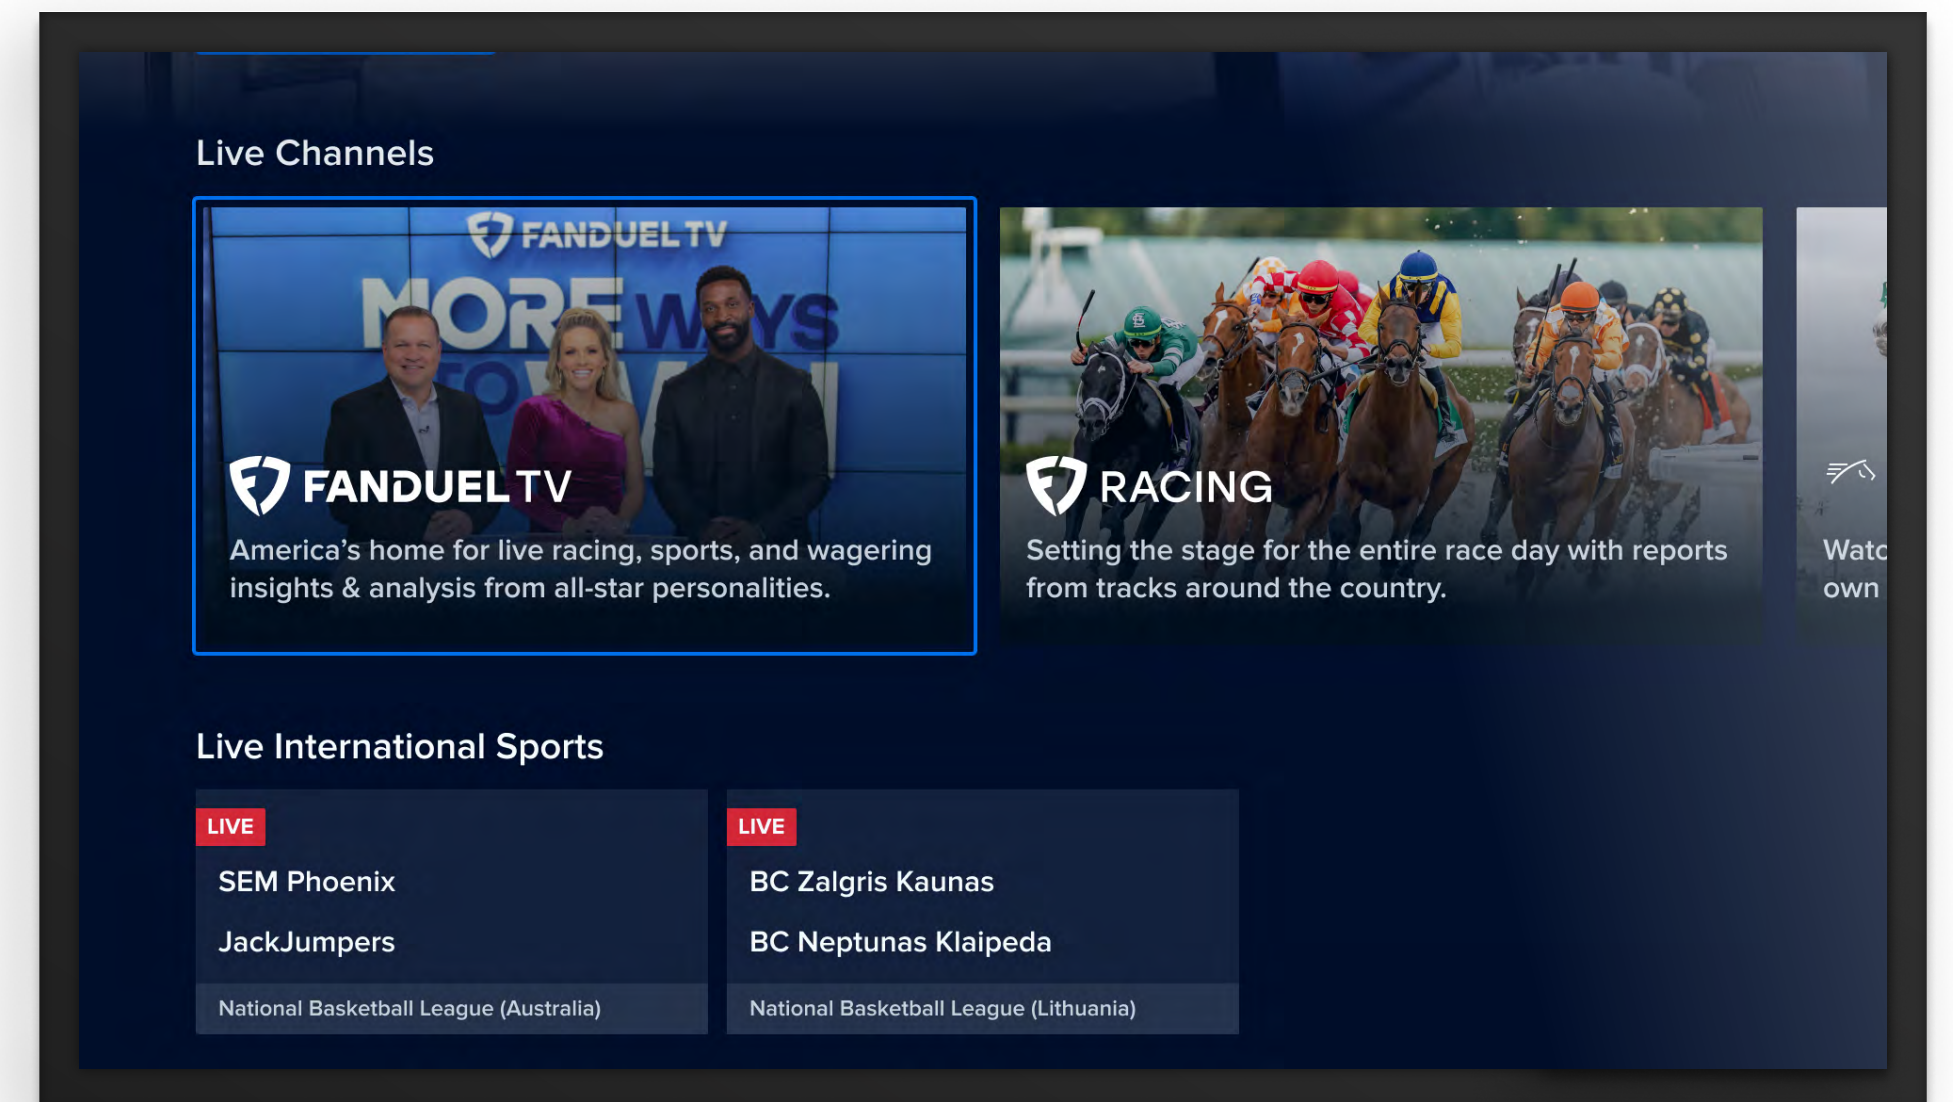 Live Channels
FANDUEL TV
MORE WAYS
TO WIN
FANDUEL TV
America's home for live racing, sports, and wagering
insights & analysis from all-star personalities.
RACING
Setting the stage for the entire race day with reports
from tracks around the country.
own
Live International Sports
LIVE
SEM Phoenix
JackJumpers
National Basketball League (Australia)
LIVE
BC Zalgris Kaunas
BC Neptunas Klaipeda
National Basketball League (Lithuania)